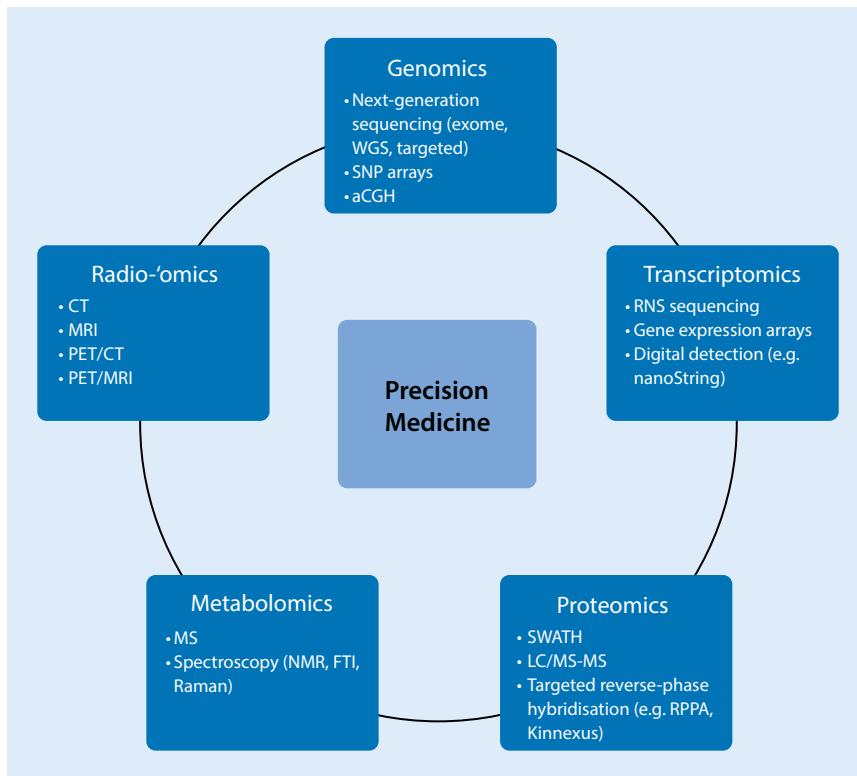 Genomics
• Next-generation
sequencing (exome,
WGS, targeted)
• SNP arrays
• aCGH
Radio-‘omics
• CT
• MRI
• PET/CT
• PET/MRI
Transcriptomics
• RNS sequencing
• Gene expression arrays
• Digital detection (e.g.
nanoString)
Precision
Medicine
Metabolomics
• MS
• Spectroscopy (NMR, FTI,
Raman)
Proteomics
• SWATH
• LC/MS-MS
• Targeted reverse-phase
hybridisation (e.g. RPPA,
Kinnexus)